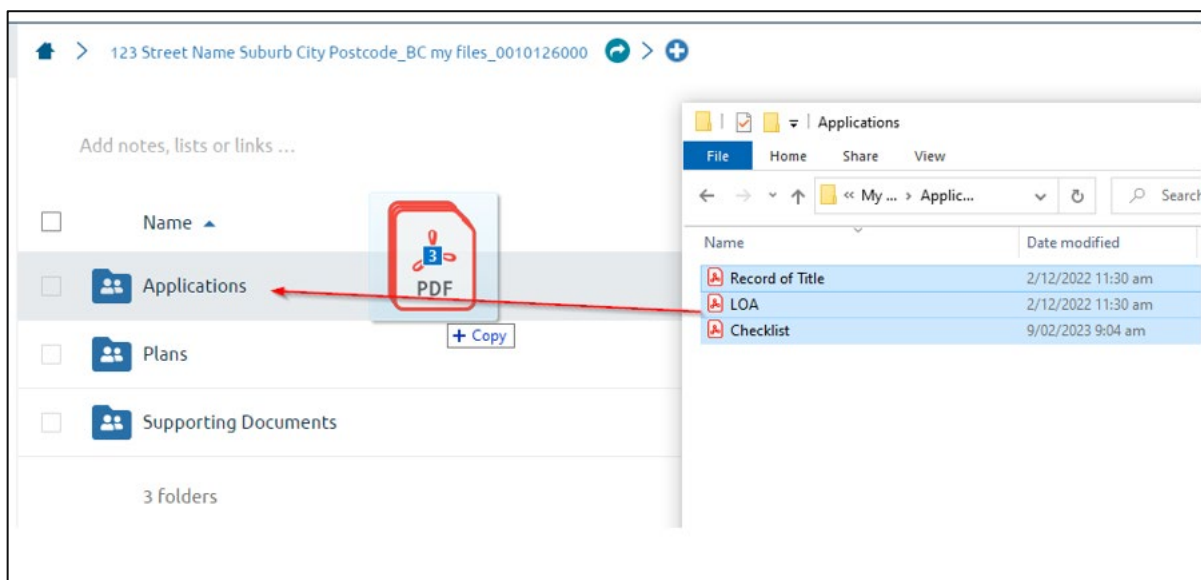 123 Street Name Suburb City Postcode_BC my files_0010126000
Add notes, lists or links ...
Name
Applications
Plans
Supporting Documents
3 folders
3
PDF
+ Copy
Applications
File Home Share View
« My ... › Applic... Search
Name Date modified
Record of Title 2/12/2022 11:30 am
LOA 2/12/2022 11:30 am
Checklist 9/02/2023 9:04 am